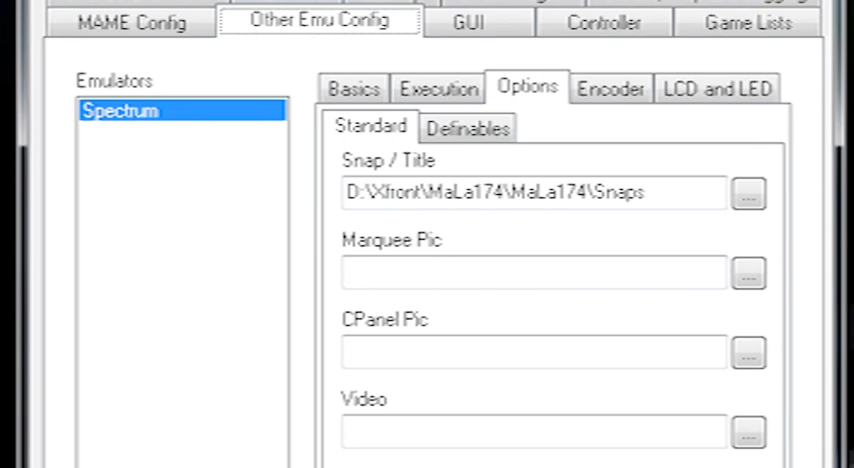 MAME Config Other Emu Config GUI Controller Game Lists
Emulators
Spectrum
Basics Execution Options Encoder LCD and LED
Standard Definables
Snap / Title
D:\Xfront\MaLa174\MaLa174\Snaps
...
Marquee Pic
...
CPanel Pic
...
Video
...